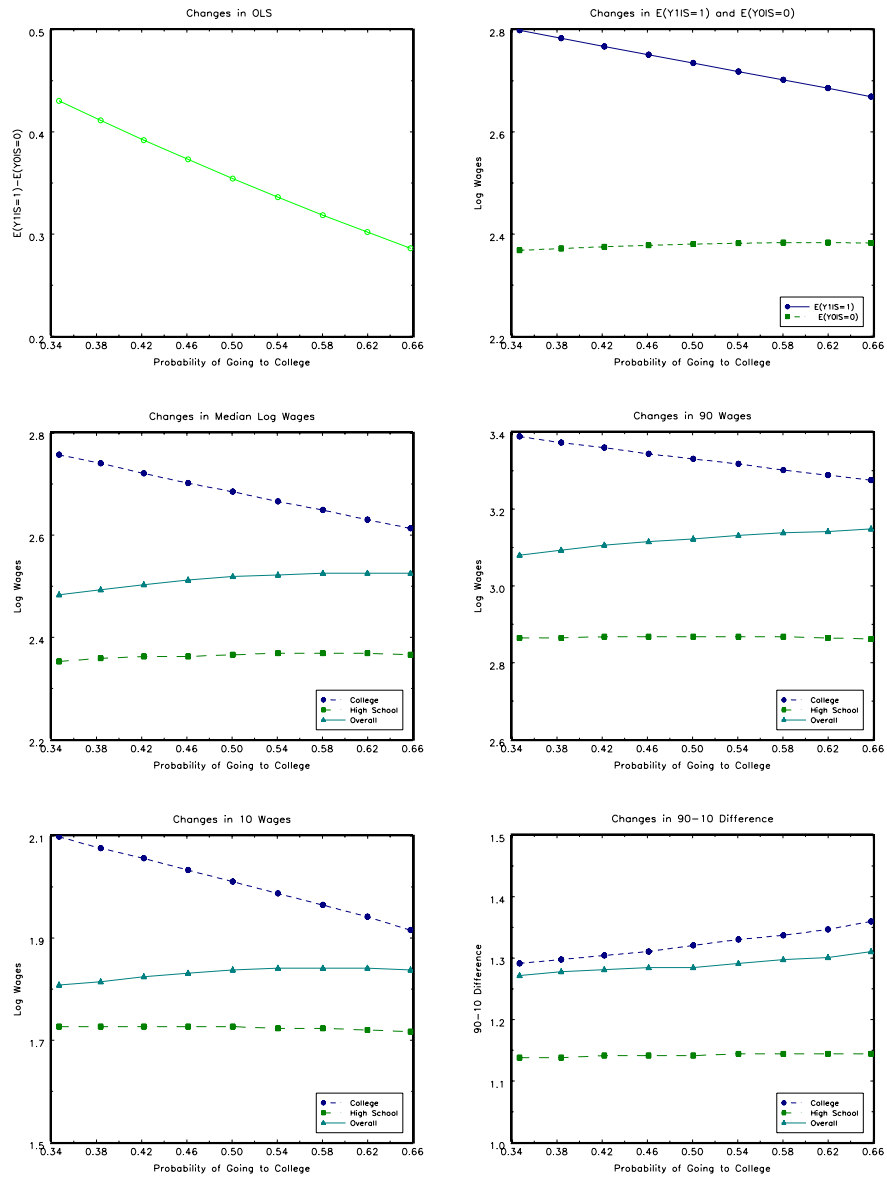 Changes in OLS
0.5
0.4
0.3
0.2
E(Y1IS=1)-E(Y0IS=0)
0.34 0.38 0.42 0.46 0.50 0.54 0.58 0.62 0.66
Probability of Going to College
Changes in E(Y1IS=1) and E(Y0IS=0)
2.8
2.6
2.4
2.2
Log Wages
E(Y1IS=1)
E(Y0IS=0)
0.34 0.38 0.42 0.46 0.50 0.54 0.58 0.62 0.66
Probability of Going to College
Changes in Median Log Wages
2.8
2.6
2.4
2.2
Log Wages
College
High School
Overall
0.34 0.38 0.42 0.46 0.50 0.54 0.58 0.62 0.66
Probability of Going to College
Changes in 90 Wages
3.4
3.2
3.0
2.8
2.6
Log Wages
College
High School
Overall
0.34 0.38 0.42 0.46 0.50 0.54 0.58 0.62 0.66
Probability of Going to College
Changes in 10 Wages
2.1
1.9
1.7
1.5
Log Wages
College
High School
Overall
0.34 0.38 0.42 0.46 0.50 0.54 0.58 0.62 0.66
Probability of Going to College
Changes in 90-10 Difference
1.5
1.4
1.3
1.2
1.1
1.0
90-10 Difference
College
High School
Overall
0.34 0.38 0.42 0.46 0.50 0.54 0.58 0.62 0.66
Probability of Going to College